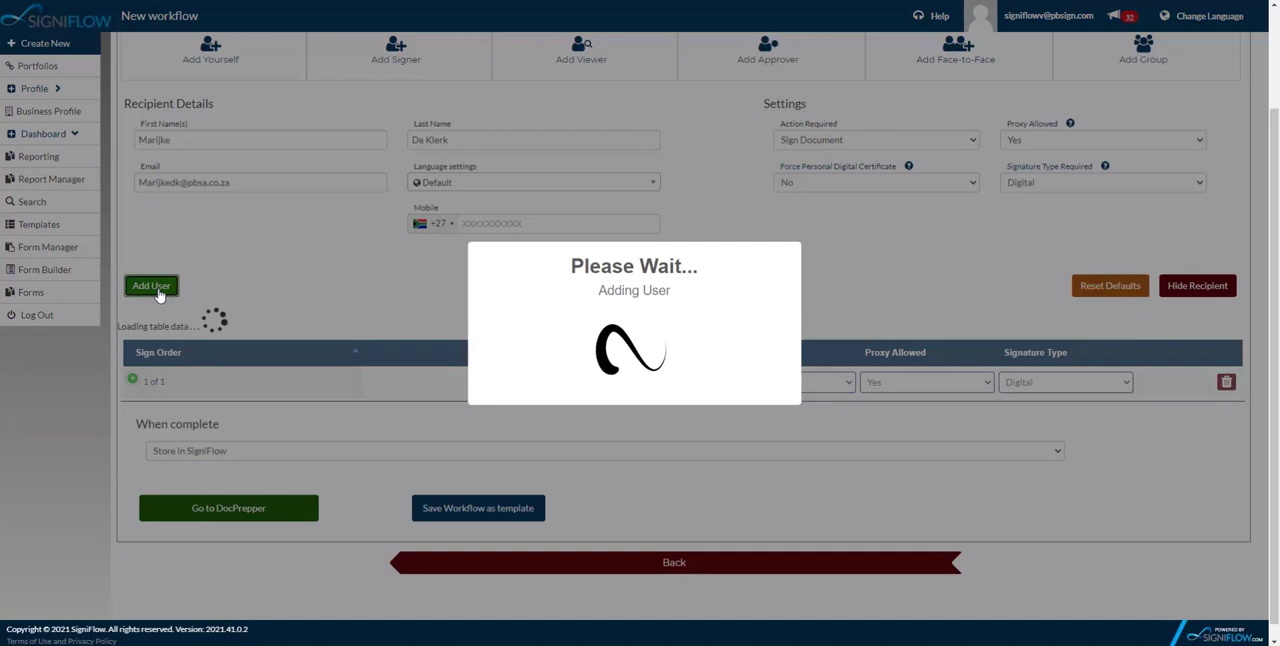 SIGNIFLOW
New workflow
Help
signiflowv@pbsign.com
32
Change Language
Create New
Portfolios
Profile
Business Profile
Dashboard
Reporting
Report Manager
Search
Templates
Form Manager
Form Builder
Forms
Log Out
Add Yourself
Add Signer
Add Viewer
Add Approver
Add Face-to-Face
Add Group
Recipient Details
Settings
First Name(s)
Last Name
Action Required
Proxy Allowed
Marijke
De Klerk
Sign Document
Yes
Email
Language settings
Force Personal Digital Certificate
Signature Type Required
Marijkedk@pbsa.co.za
Default
No
Digital
Mobile
+27
XXXXXXXXXX
Please Wait...
Adding User
Add User
Reset Defaults
Hide Recipient
Loading table data...
Sign Order
Proxy Allowed
Signature Type
1 of 1
Yes
Digital
When complete
Store in SigniFlow
Go to DocPrepper
Save Workflow as template
Back
Copyright © 2021 SigniFlow. All rights reserved. Version: 2021.41.0.2
Terms of Use and Privacy Policy
POWERED BY
SIGNIFLOW.COM